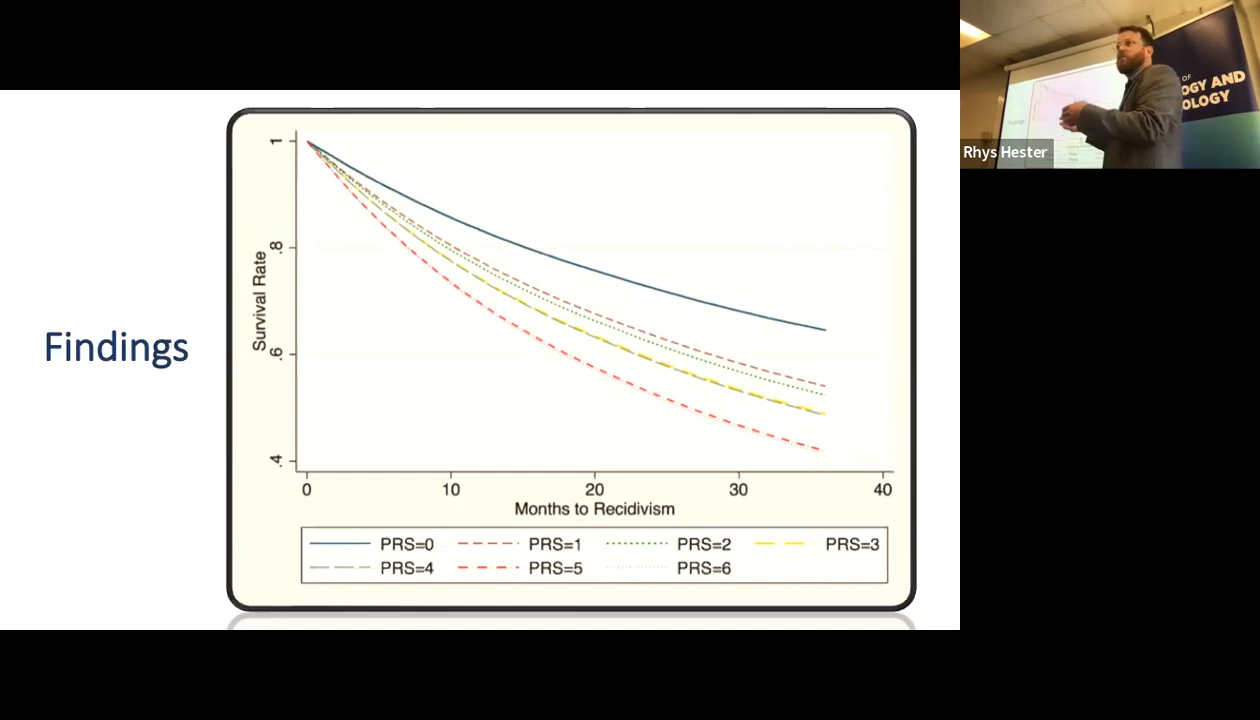 Findings
1
.8
.6
.4
Survival Rate
0 10 20 30 40
Months to Recidivism
PRS=0 PRS=1 PRS=2 PRS=3
PRS=4 PRS=5 PRS=6
OF
OGY AND
OLOGY
Rhys Hester